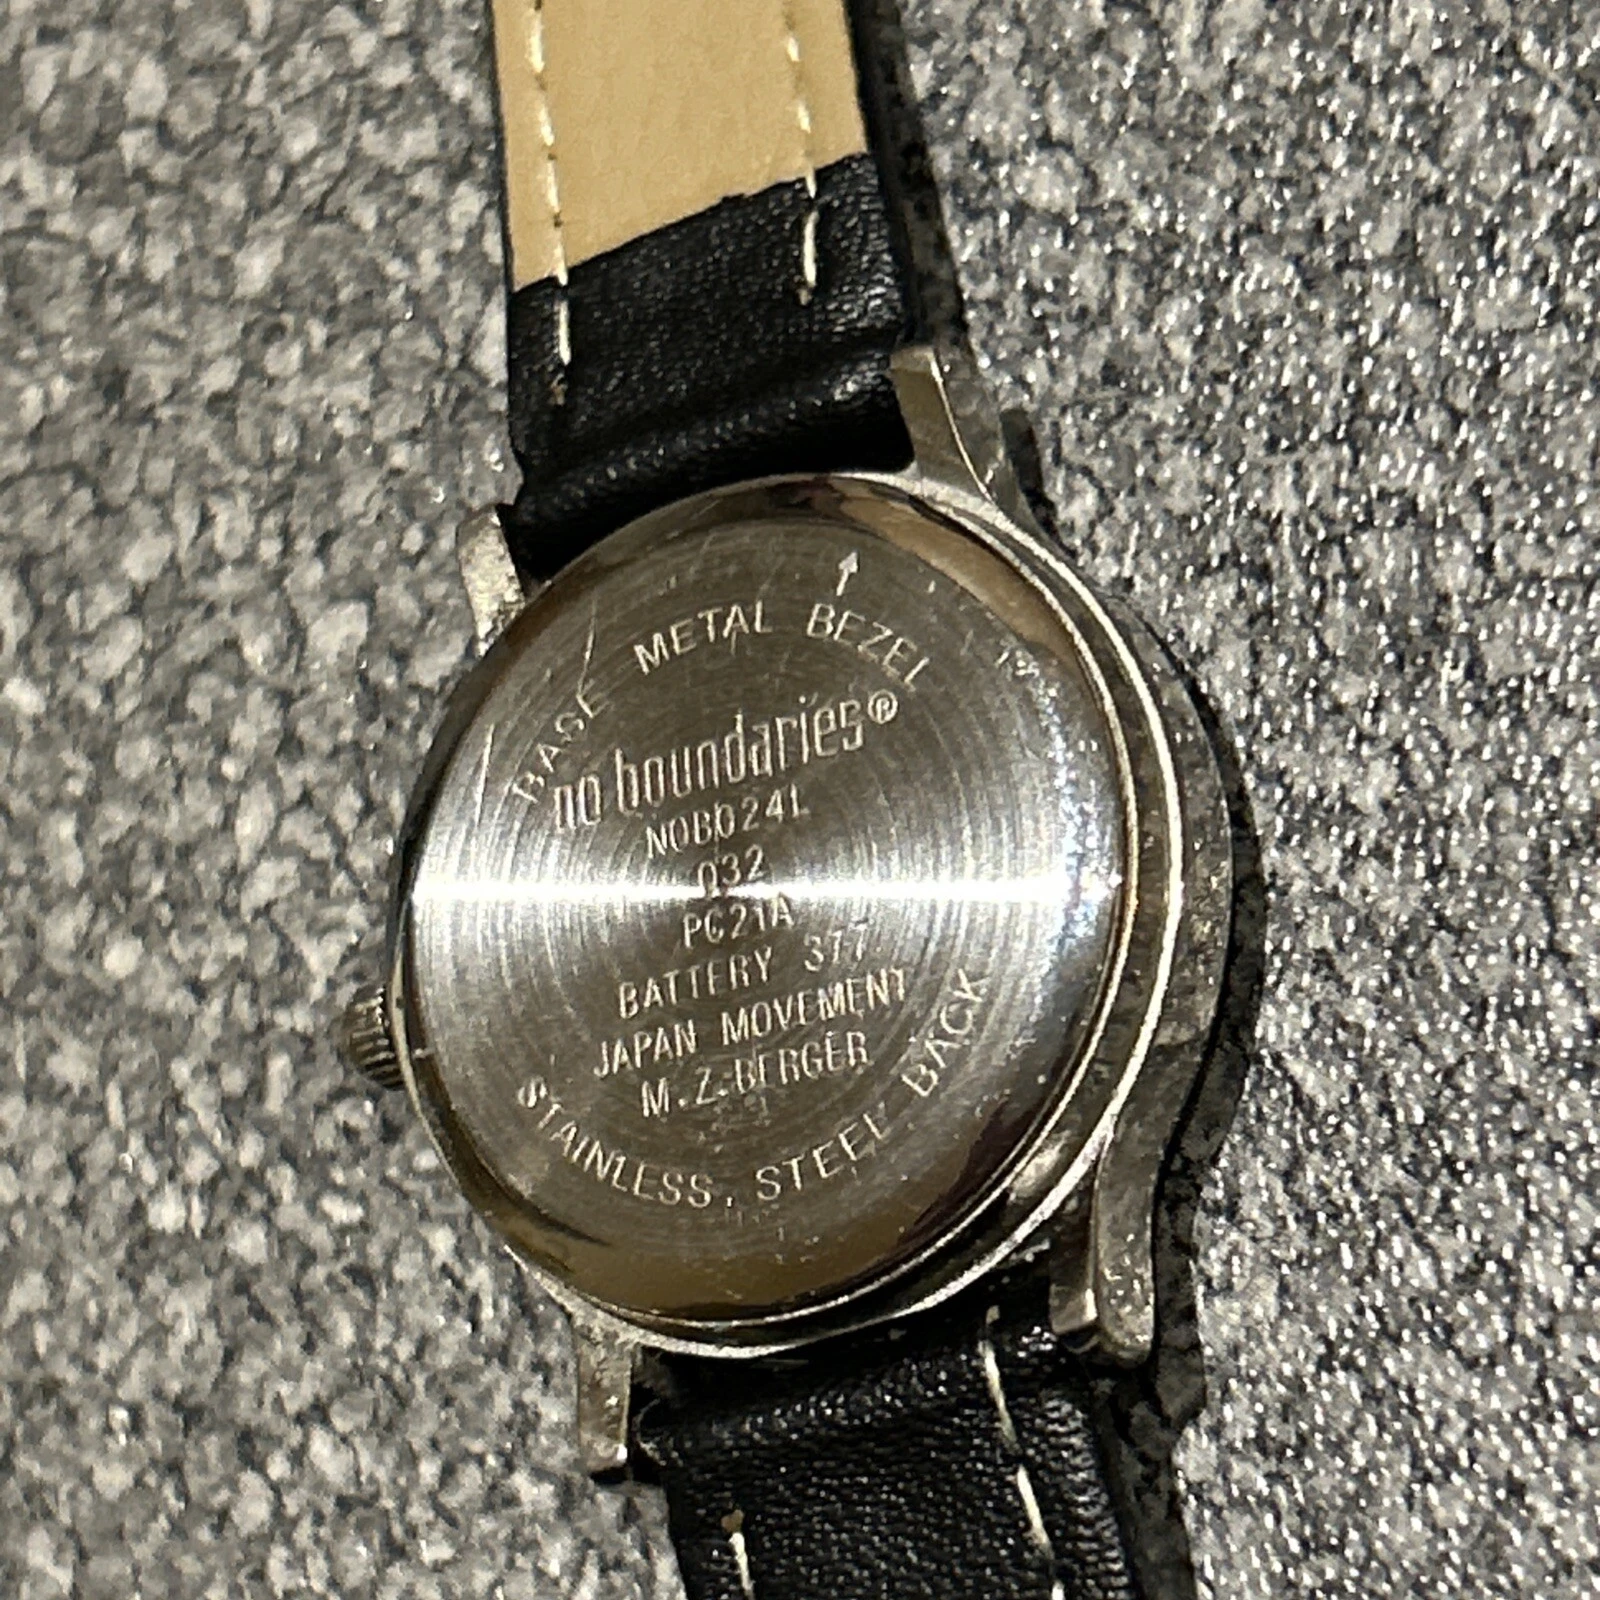 BASE METAL BEZEL
no boundaries®
NOB024L
032
PC21A
BATTERY 377
JAPAN MOVEMENT
M.Z.BERGER
STAINLESS STEEL BACK